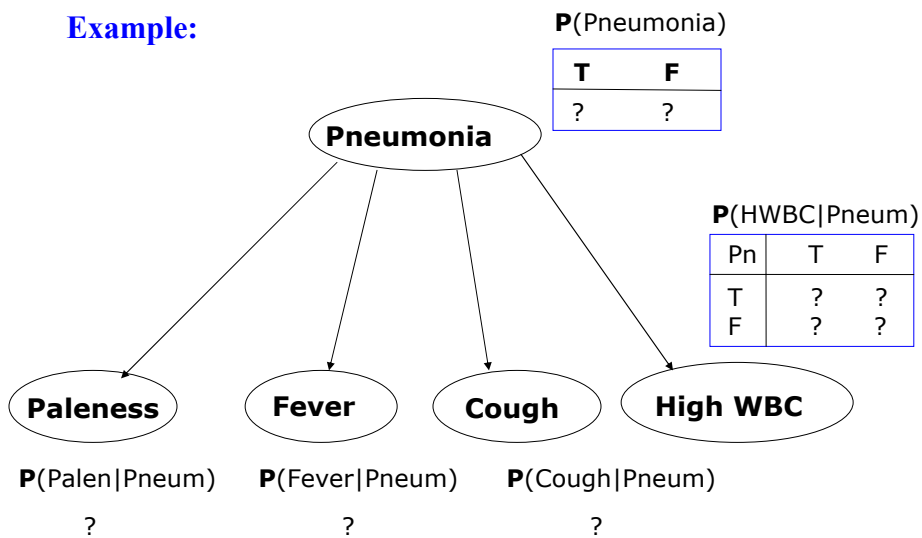 Example:
P(Pneumonia)
T F
? ?
Pneumonia
P(HWBC|Pneum)
Pn T F
T ? ?
F ? ?
Paleness
Fever
Cough
High WBC
P(Palen|Pneum) P(Fever|Pneum) P(Cough|Pneum)
? ? ?